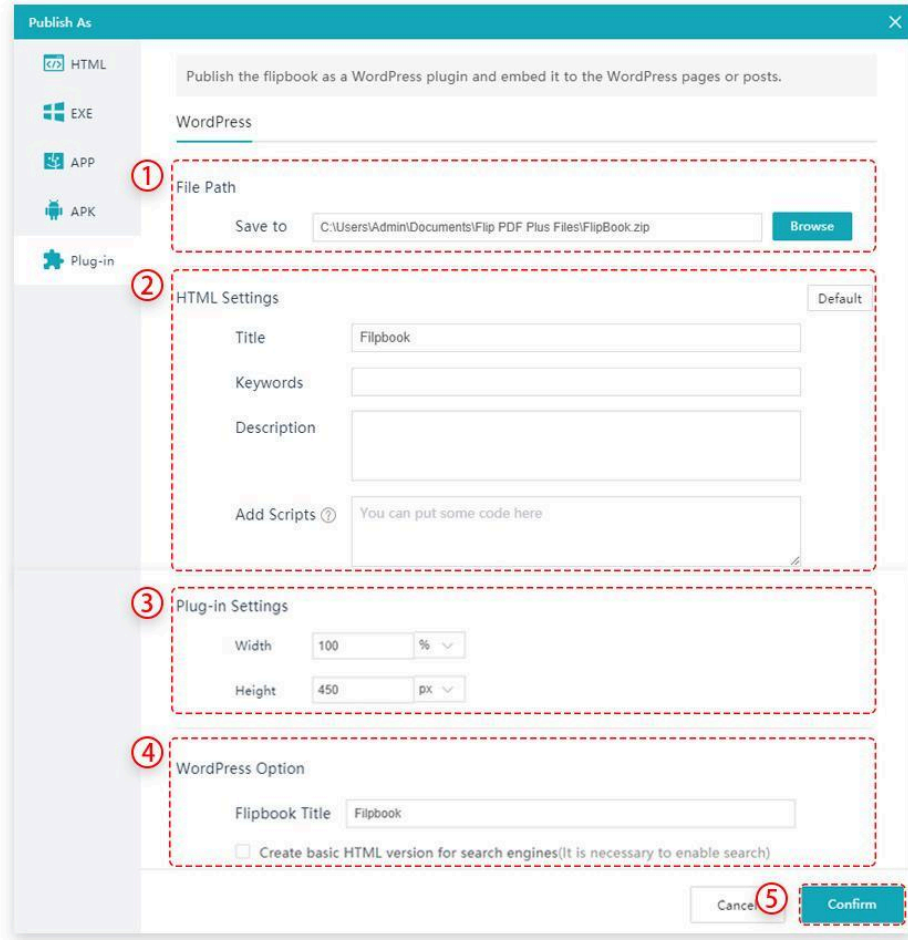 Publish As
HTML
EXE
APP
APK
Plug-in
Publish the flipbook as a WordPress plugin and embed it to the WordPress pages or posts.
WordPress
1
File Path
Save to C:\Users\Admin\Documents\Flip PDF Plus Files\FlipBook.zip Browse
2
HTML Settings Default
Title Filpbook
Keywords
Description
Add Scripts ? You can put some code here
3
Plug-in Settings
Width 100 %
Height 450 px
4
WordPress Option
Flipbook Title Filpbook
Create basic HTML version for search engines(It is necessary to enable search)
Cancel 5 Confirm